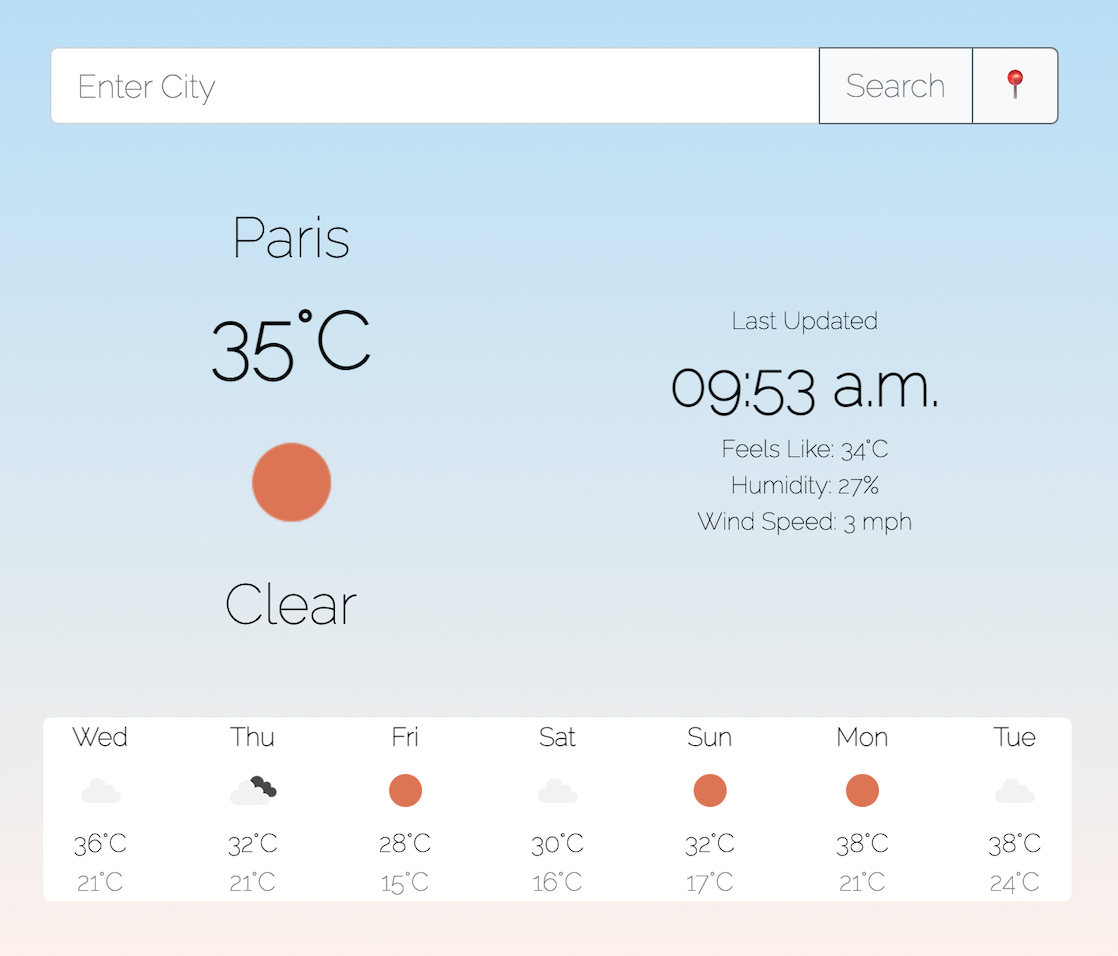 Enter City
Search
Paris
35°C
Clear
Last Updated
09:53 a.m.
Feels Like: 34°C
Humidity: 27%
Wind Speed: 3 mph
Wed Thu Fri Sat Sun Mon Tue
36°C 32°C 28°C 30°C 32°C 38°C 38°C
21°C 21°C 15°C 16°C 17°C 21°C 24°C